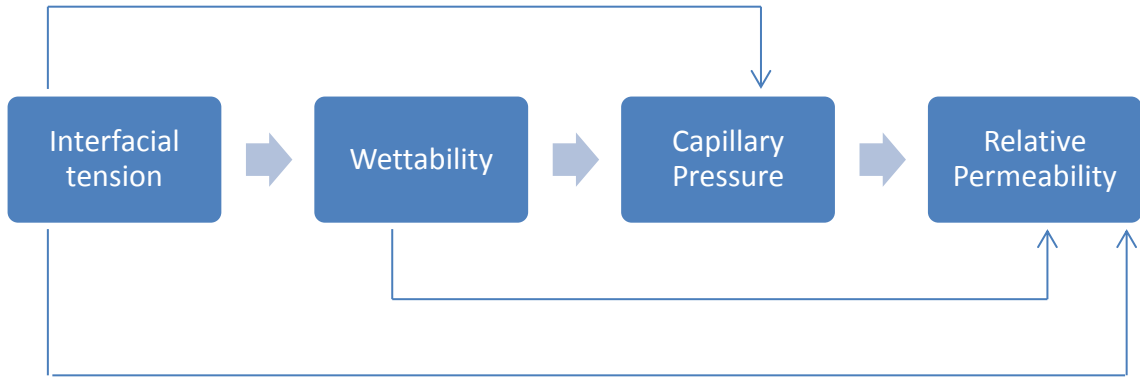 Interfacial
tension
Wettability
Capillary
Pressure
Relative
Permeability